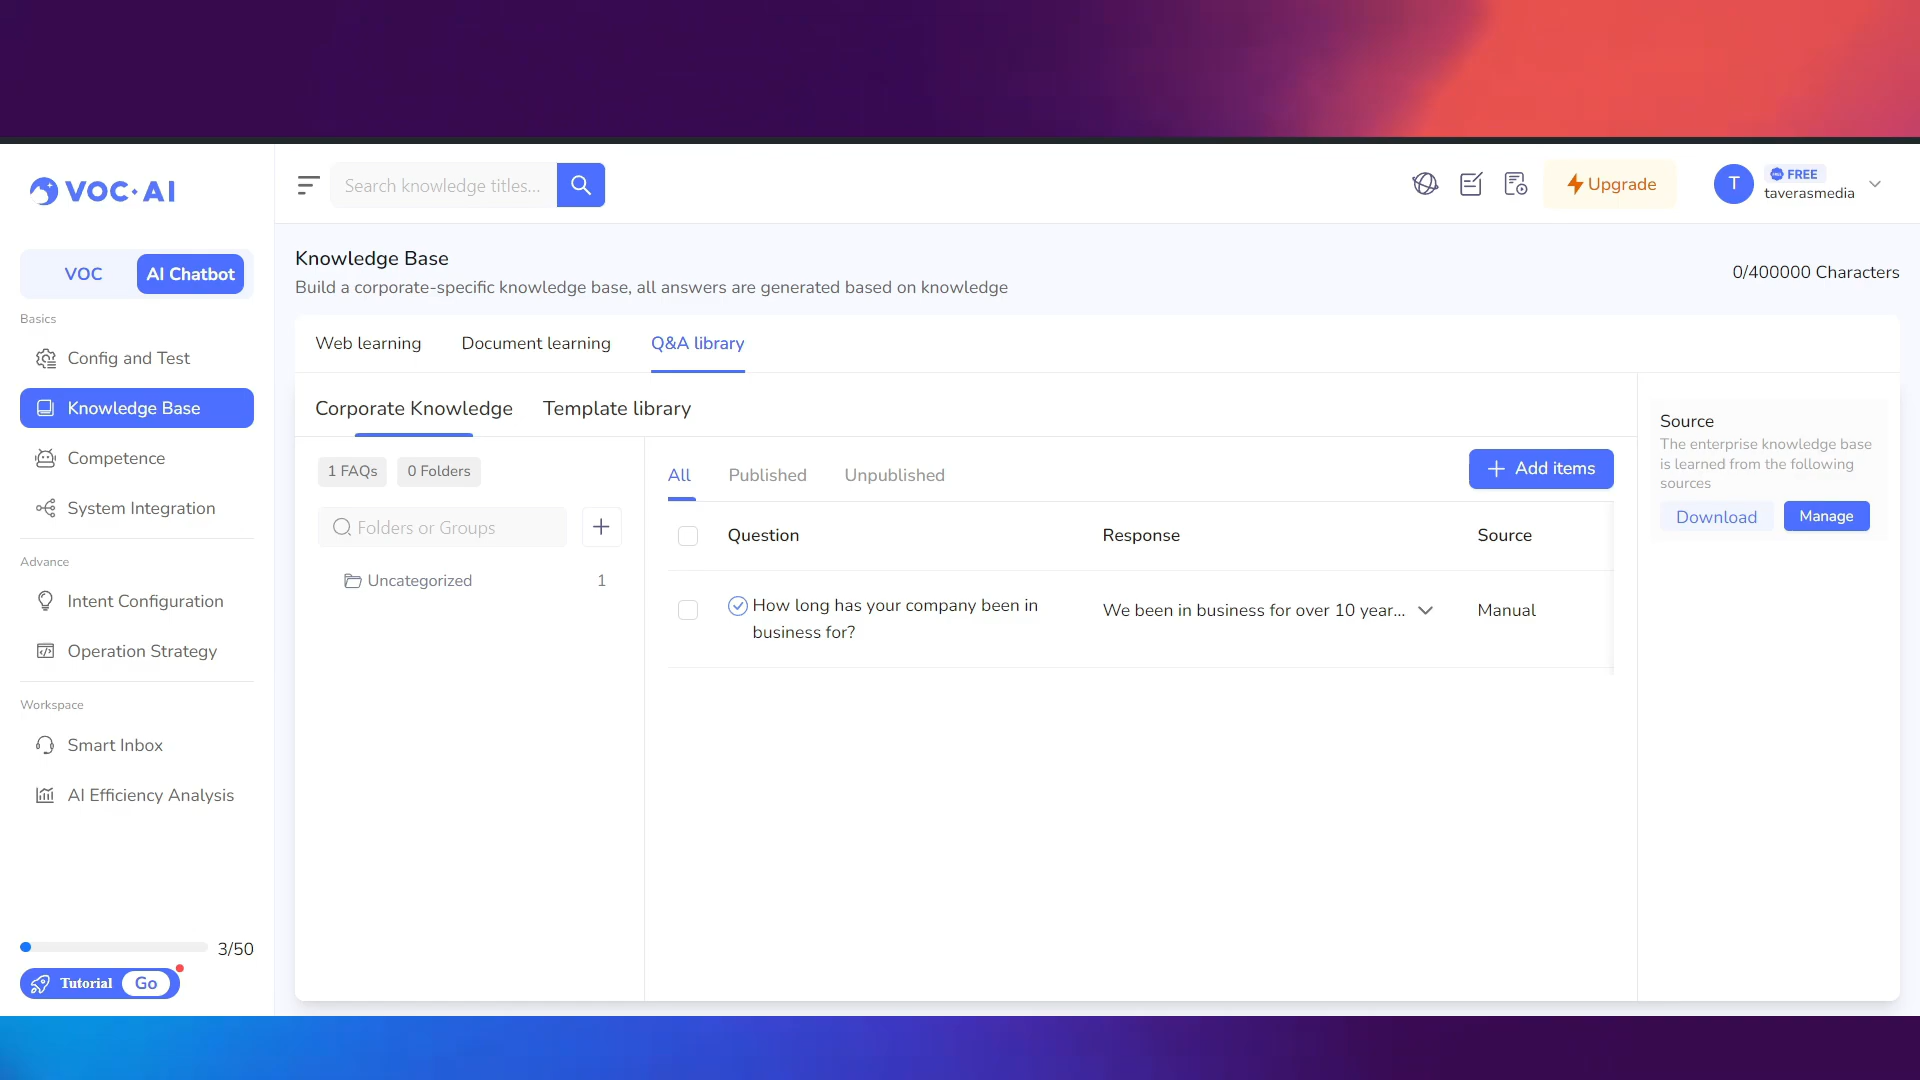 VOC·AI
Search knowledge titles...
Upgrade
T
FREE
taverasmedia
VOC
AI Chatbot
Basics
Config and Test
Knowledge Base
Competence
System Integration
Advance
Intent Configuration
Operation Strategy
Workspace
Smart Inbox
AI Efficiency Analysis
3/50
Tutorial
Go
Knowledge Base
Build a corporate-specific knowledge base, all answers are generated based on knowledge
0/400000 Characters
Web learning
Document learning
Q&A library
Corporate Knowledge
Template library
1 FAQs
0 Folders
Folders or Groups
Uncategorized
1
All
Published
Unpublished
Add items
Question
Response
Source
How long has your company been in
business for?
We been in business for over 10 year...
Manual
Source
The enterprise knowledge base
is learned from the following
sources
Download
Manage